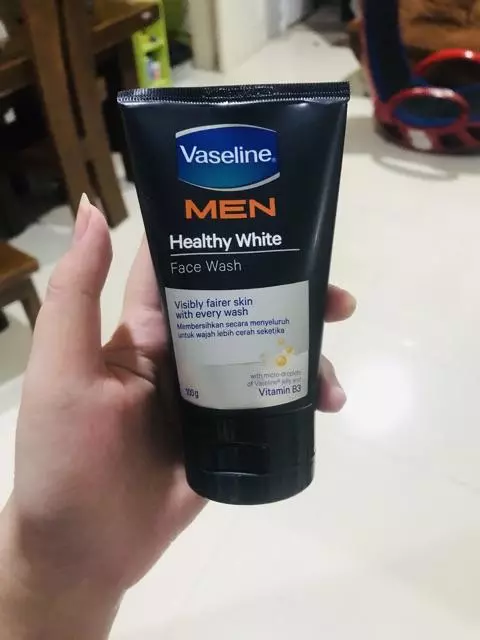 Vaseline®
MEN
Healthy White
Face Wash
Visibly fairer skin
with every wash
Membersihkan secara menyeluruh
untuk wajah lebih cerah seketika
with micro-droplets
of Vaseline® jelly and
Vitamin B3
100g